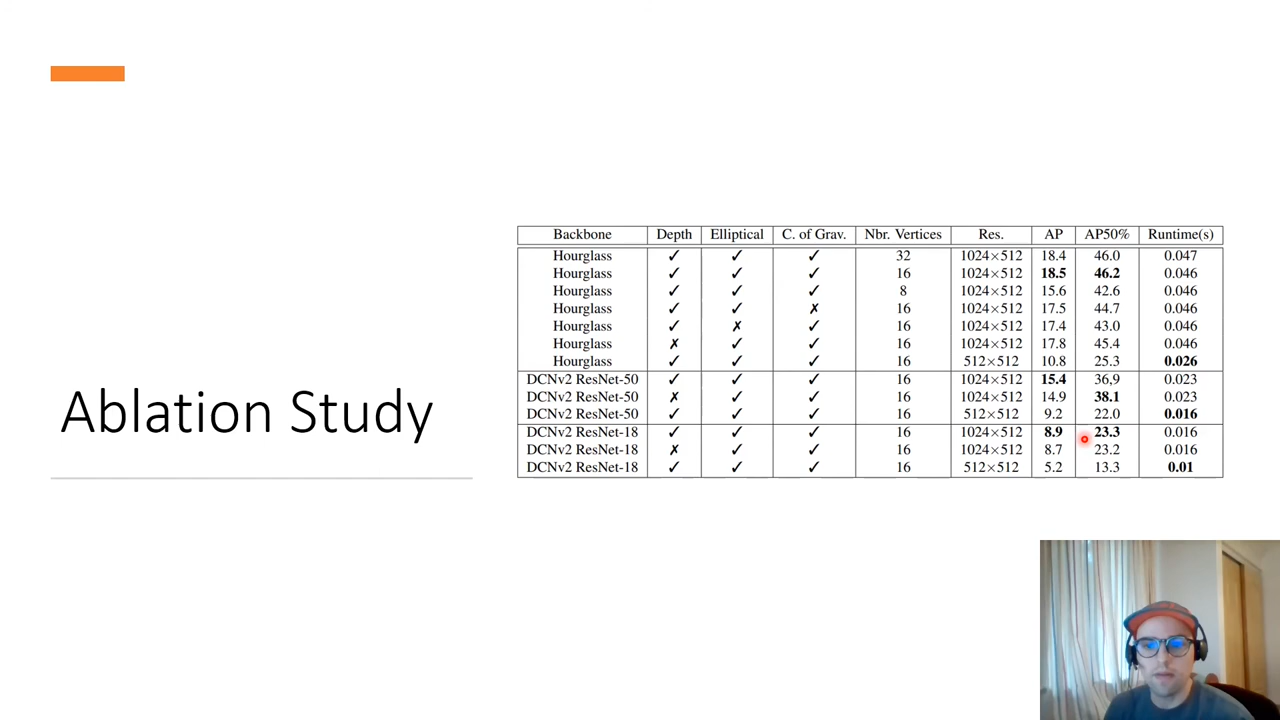 Ablation Study
Backbone Depth Elliptical C. of Grav. Nbr. Vertices Res. AP AP50% Runtime(s)
Hourglass ✓ ✓ ✓ 32 1024×512 18.4 46.0 0.047
Hourglass ✓ ✓ ✓ 16 1024×512 18.5 46.2 0.046
Hourglass ✓ ✓ ✓ 8 1024×512 15.6 42.6 0.046
Hourglass ✓ ✓ ✗ 16 1024×512 17.5 44.7 0.046
Hourglass ✓ ✗ ✓ 16 1024×512 17.4 43.0 0.046
Hourglass ✗ ✓ ✓ 16 1024×512 17.8 45.4 0.046
Hourglass ✓ ✓ ✓ 16 512×512 10.8 25.3 0.026
DCNv2 ResNet-50 ✓ ✓ ✓ 16 1024×512 15.4 36,9 0.023
DCNv2 ResNet-50 ✗ ✓ ✓ 16 1024×512 14.9 38.1 0.023
DCNv2 ResNet-50 ✓ ✓ ✓ 16 512×512 9.2 22.0 0.016
DCNv2 ResNet-18 ✓ ✓ ✓ 16 1024×512 8.9 23.3 0.016
DCNv2 ResNet-18 ✗ ✓ ✓ 16 1024×512 8.7 23.2 0.016
DCNv2 ResNet-18 ✓ ✓ ✓ 16 512×512 5.2 13.3 0.01